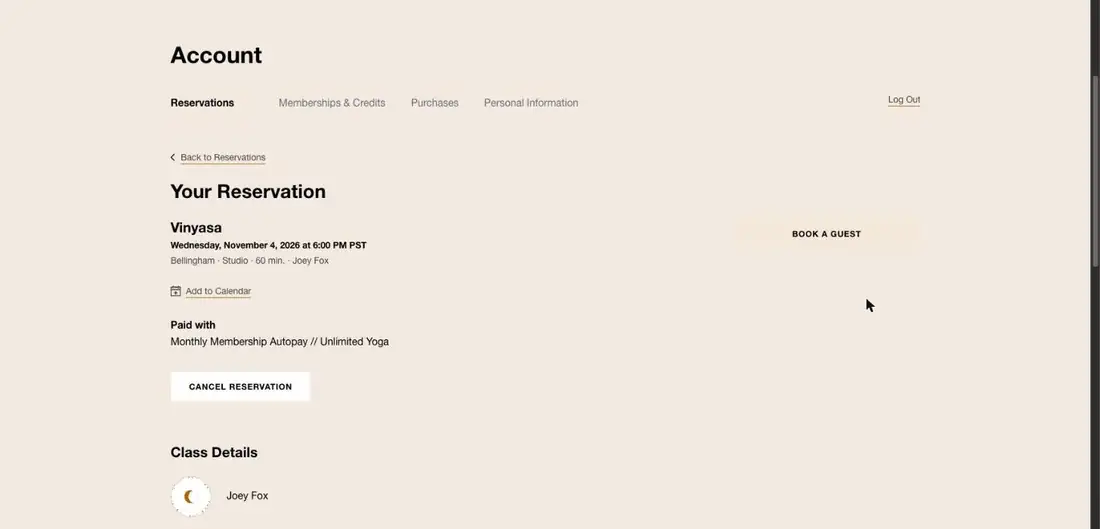 Account
Reservations Memberships & Credits Purchases Personal Information Log Out
Back to Reservations
Your Reservation
Vinyasa
Wednesday, November 4, 2026 at 6:00 PM PST
BOOK A GUEST
Bellingham · Studio · 60 min. · Joey Fox
Add to Calendar
Paid with
Monthly Membership Autopay // Unlimited Yoga
CANCEL RESERVATION
Class Details
Joey Fox